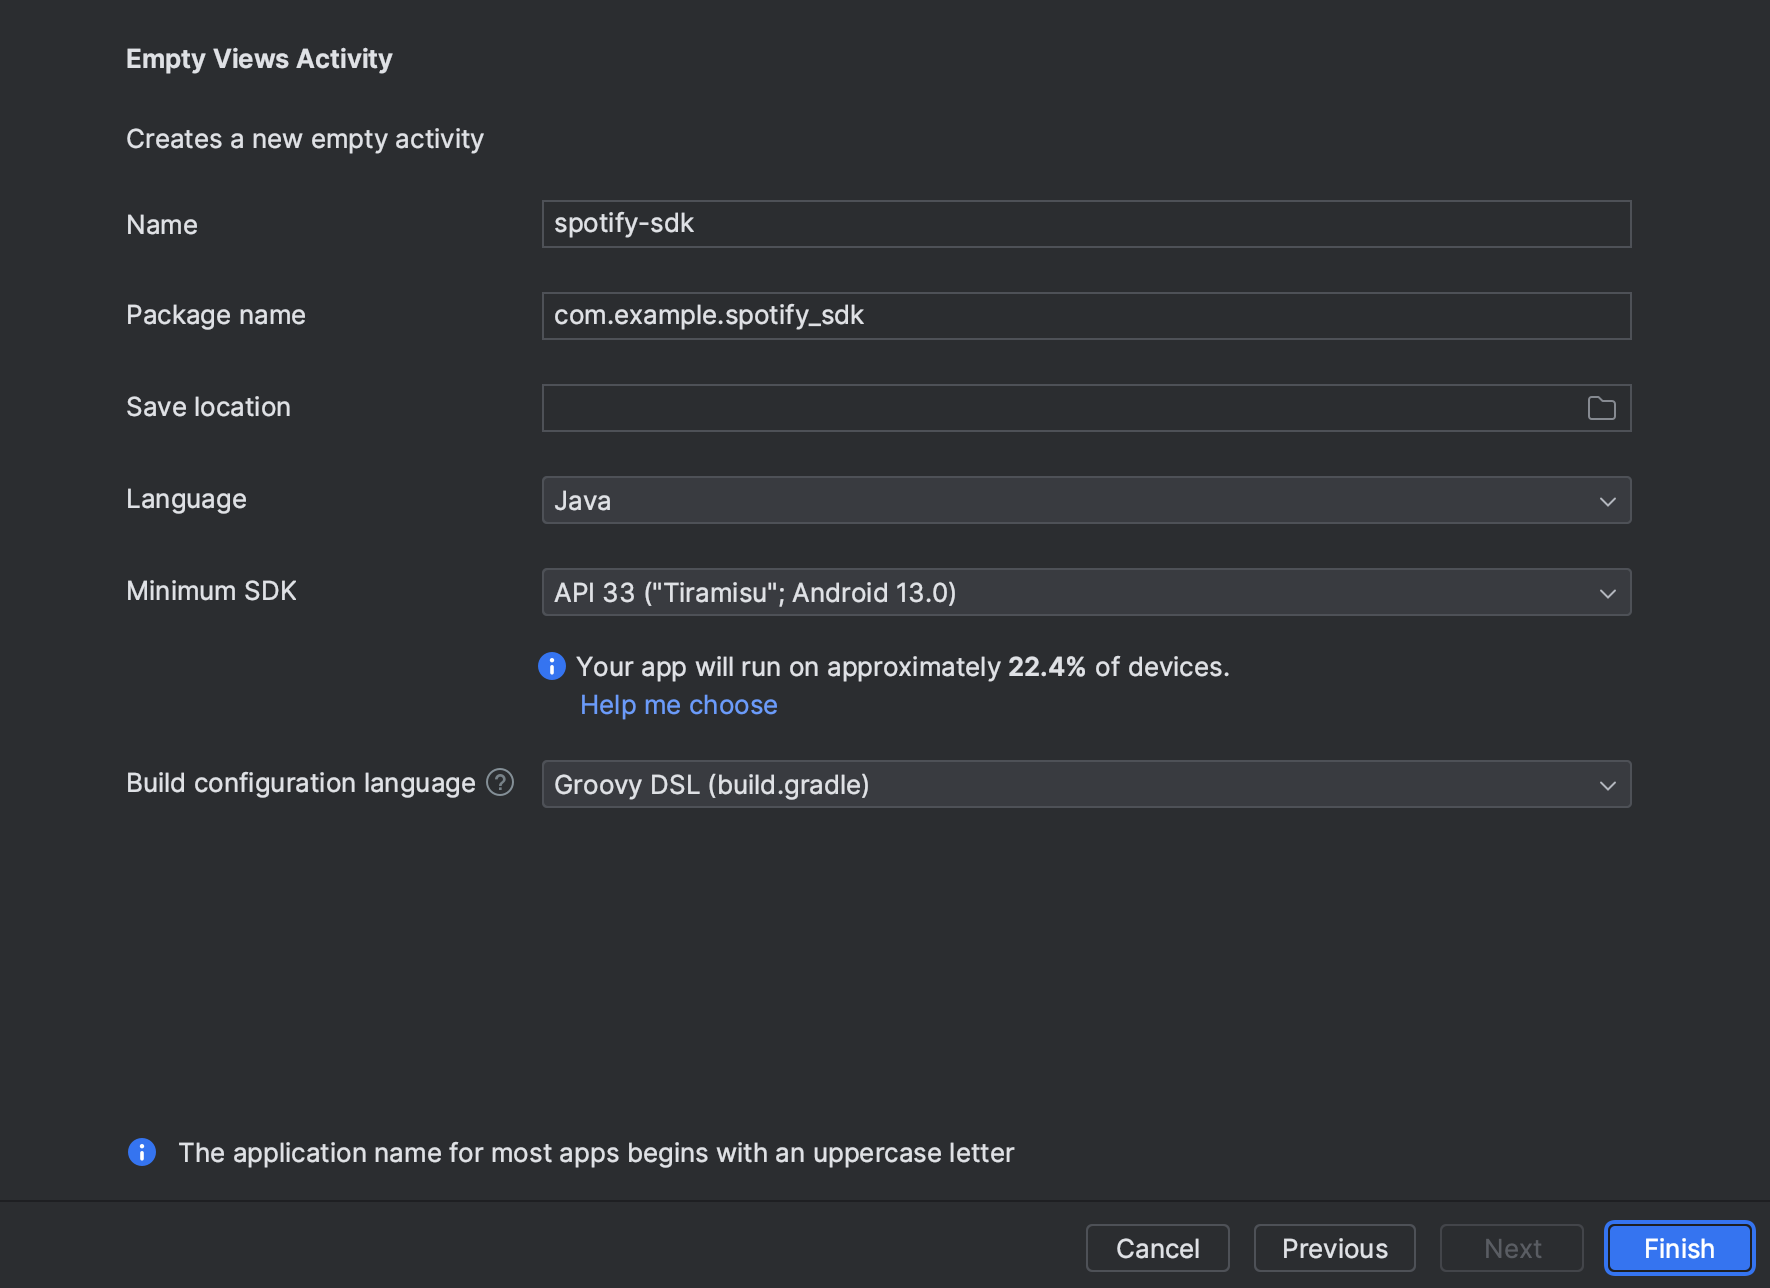 Empty Views Activity
Creates a new empty activity
Name
spotify-sdk
Package name
com.example.spotify_sdk
Save location
Language
Java
Minimum SDK
API 33 ("Tiramisu"; Android 13.0)
Your app will run on approximately 22.4% of devices.
Help me choose
Build configuration language ?
Groovy DSL (build.gradle)
The application name for most apps begins with an uppercase letter
Cancel
Previous
Next
Finish